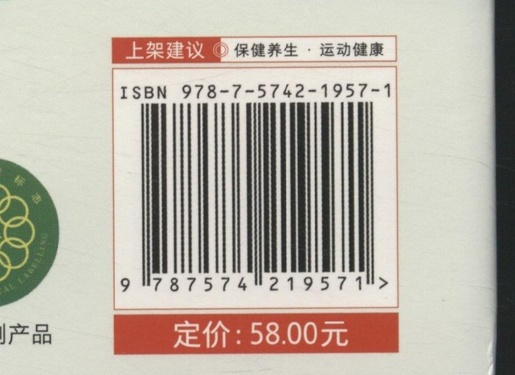 上架建议 ◎ 保健养生 · 运动健康
ISBN 978-7-5742-1957-1
9 787574 219571 >
定价:58.00元
产品